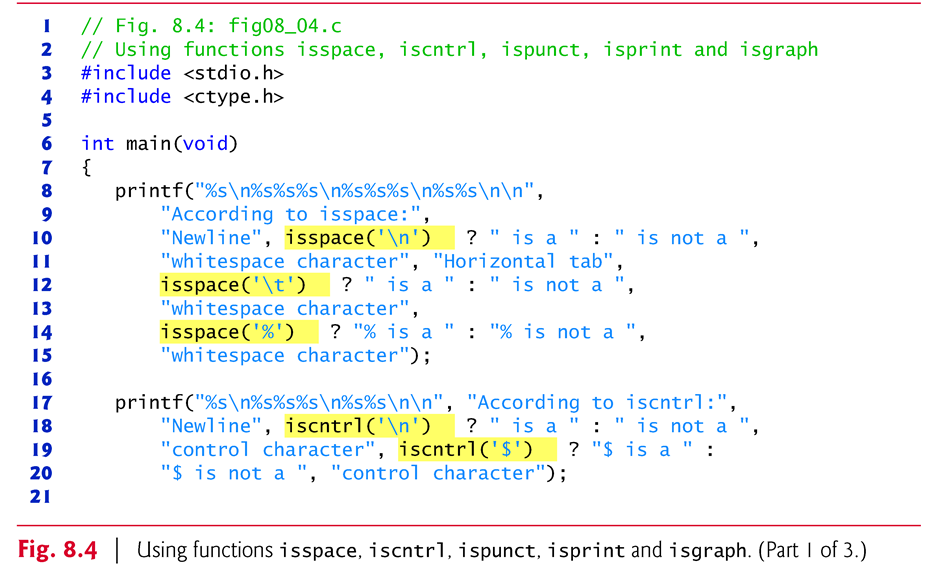 1 // Fig. 8.4: fig08_04.c
2 // Using functions isspace, iscntrl, ispunct, isprint and isgraph
3 #include <stdio.h>
4 #include <ctype.h>
5
6 int main(void)
7 {
8    printf("%s\n%s%s%s\n%s%s%s\n%s%s\n\n",
9        "According to isspace:",
10        "Newline", isspace('\n')  ? " is a " : " is not a ",
11        "whitespace character", "Horizontal tab",
12        isspace('\t')  ? " is a " : " is not a ",
13        "whitespace character",
14        isspace('%')  ? "% is a " : "% is not a ",
15        "whitespace character");
16
17    printf("%s\n%s%s%s\n%s%s\n\n", "According to iscntrl:",
18        "Newline", iscntrl('\n')  ? " is a " : " is not a ",
19        "control character", iscntrl('$')  ? "$ is a " :
20        "$ is not a ", "control character");
21
Fig. 8.4 | Using functions isspace, iscntrl, ispunct, isprint and isgraph. (Part 1 of 3.)